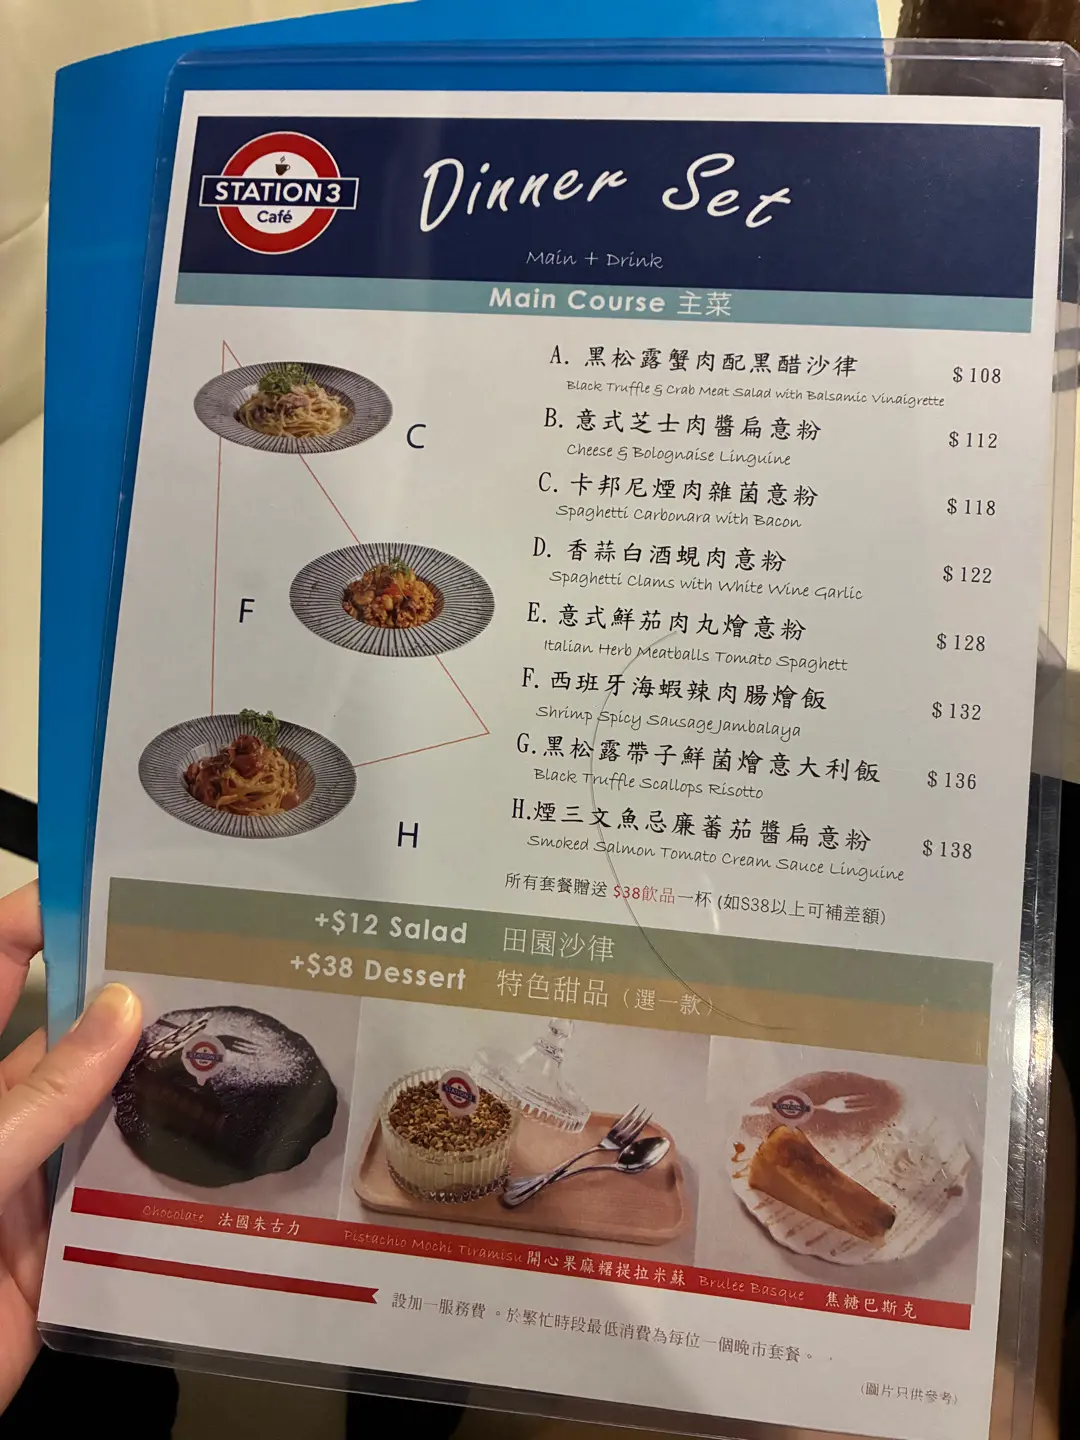 STATION 3
Café
Dinner Set
Main + Drink
Main Course 主菜
A. 黑松露蟹肉配黑醋沙律 $108
Black Truffle & Crab Meat Salad with Balsamic Vinaigrette
B. 意式芝士肉醬扁意粉 $112
Cheese & Bolognaise Linguine
C. 卡邦尼煙肉雜菌意粉 $118
Spaghetti Carbonara with Bacon
D. 香蒜白酒蜆肉意粉 $122
Spaghetti Clams with White Wine Garlic
E. 意式鮮茄肉丸燴意粉 $128
Italian Herb Meatballs Tomato Spaghett
F. 西班牙海蝦辣肉腸燴飯 $132
Shrimp Spicy Sausage Jambalaya
G. 黑松露帶子鮮菌燴意大利飯 $136
Black Truffle Scallops Risotto
H.煙三文魚忌廉蕃茄醬扁意粉 $138
Smoked Salmon Tomato Cream Sauce Linguine
C
F
H
所有套餐贈送 $38飲品一杯 (如$38以上可補差額)
+$12 Salad 田園沙律
+$38 Dessert 特色甜品（選一款）
STATION 3
STATION 3
STATION 3
Chocolate 法國朱古力
Pistachio Mochi Tiramisu 開心果麻糬提拉米蘇
Brulee Basque 焦糖巴斯克
設加一服務費。於繁忙時段最低消費為每位一個晚市套餐。
(圖片只供參考)